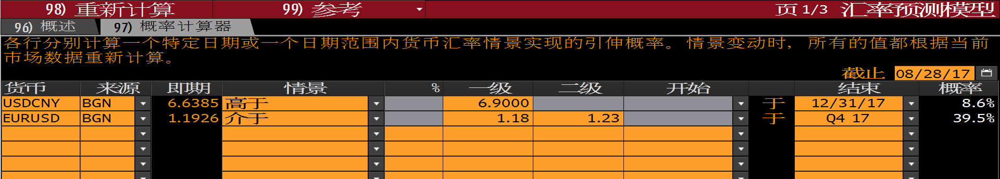 98) 重新计算 99) 参考 页 1/3 汇率预测模型
96) 概述 97) 概率计算器
各行分别计算一个特定日期或一个日期范围内货币汇率情景实现的引伸概率。情景变动时，所有的值都根据当前
市场数据重新计算。
截止 08/28/17
货币 来源 即期 情景 % 一级 二级 开始 结束 概率
USDCNY BGN 6.6385 高于 6.9000 于 12/31/17 8.6%
EURUSD BGN 1.1926 介于 1.18 1.23 于 Q4 17 39.5%